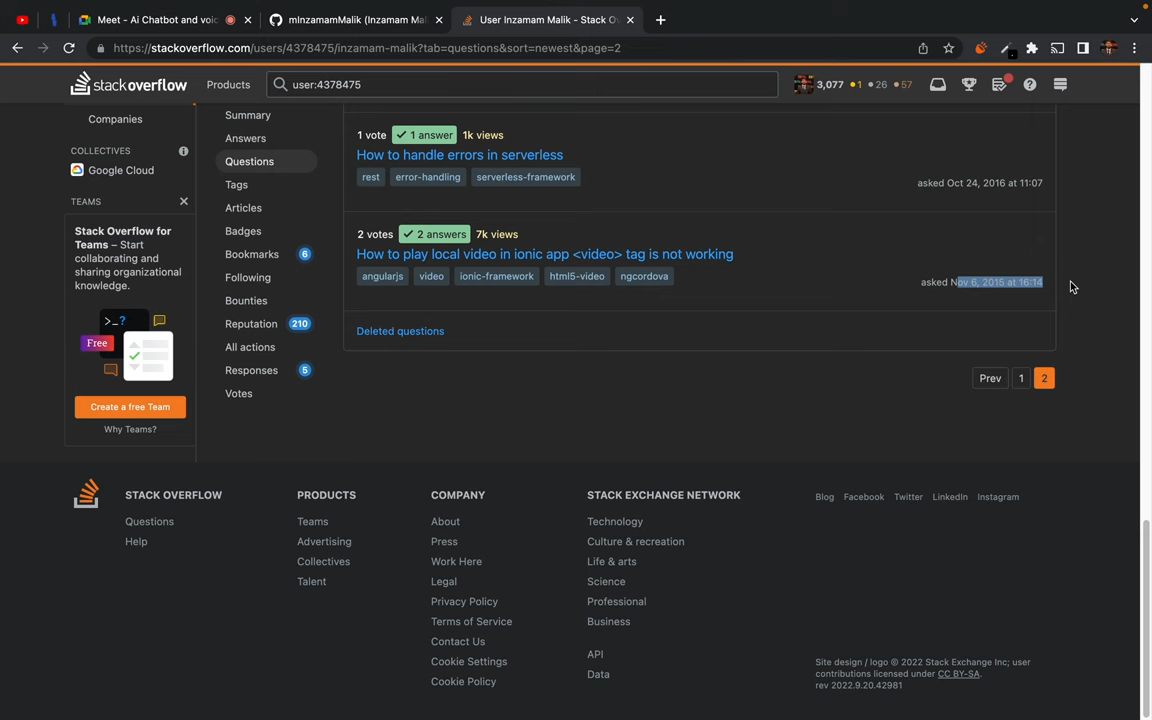 Meet - Ai Chatbot and voic
mInzamamMalik (Inzamam M
User Inzamam Malik - Stack O
https://stackoverflow.com/users/4378475/inzamam-malik?tab=questions&sort=newest&page=2
stackoverflow
Products
user:4378475
3,077 1 26 57
Companies
COLLECTIVES
Google Cloud
TEAMS
Stack Overflow for
Teams – Start
collaborating and
sharing organizational
knowledge.
>_?
Free
Create a free Team
Why Teams?
Summary
Answers
Questions
Tags
Articles
Badges
Bookmarks 6
Following
Bounties
Reputation 210
All actions
Responses 5
Votes
1 vote ✓ 1 answer 1k views
How to handle errors in serverless
rest error-handling serverless-framework
asked Oct 24, 2016 at 11:07
2 votes ✓ 2 answers 7k views
How to play local video in ionic app <video> tag is not working
angularjs video ionic-framework html5-video ngcordova
asked Nov 6, 2015 at 16:14
Deleted questions
Prev 1 2
STACK OVERFLOW
Questions
Help
PRODUCTS
Teams
Advertising
Collectives
Talent
COMPANY
About
Press
Work Here
Legal
Privacy Policy
Terms of Service
Contact Us
Cookie Settings
Cookie Policy
STACK EXCHANGE NETWORK
Technology
Culture & recreation
Life & arts
Science
Professional
Business
API
Data
Blog Facebook Twitter LinkedIn Instagram
Site design / logo © 2022 Stack Exchange Inc; user
contributions licensed under CC BY-SA.
rev 2022.9.20.42981